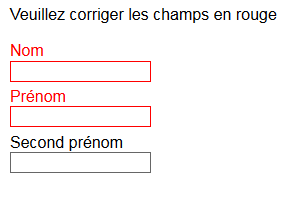 Veuillez corriger les champs en rouge
Nom
Prénom
Second prénom